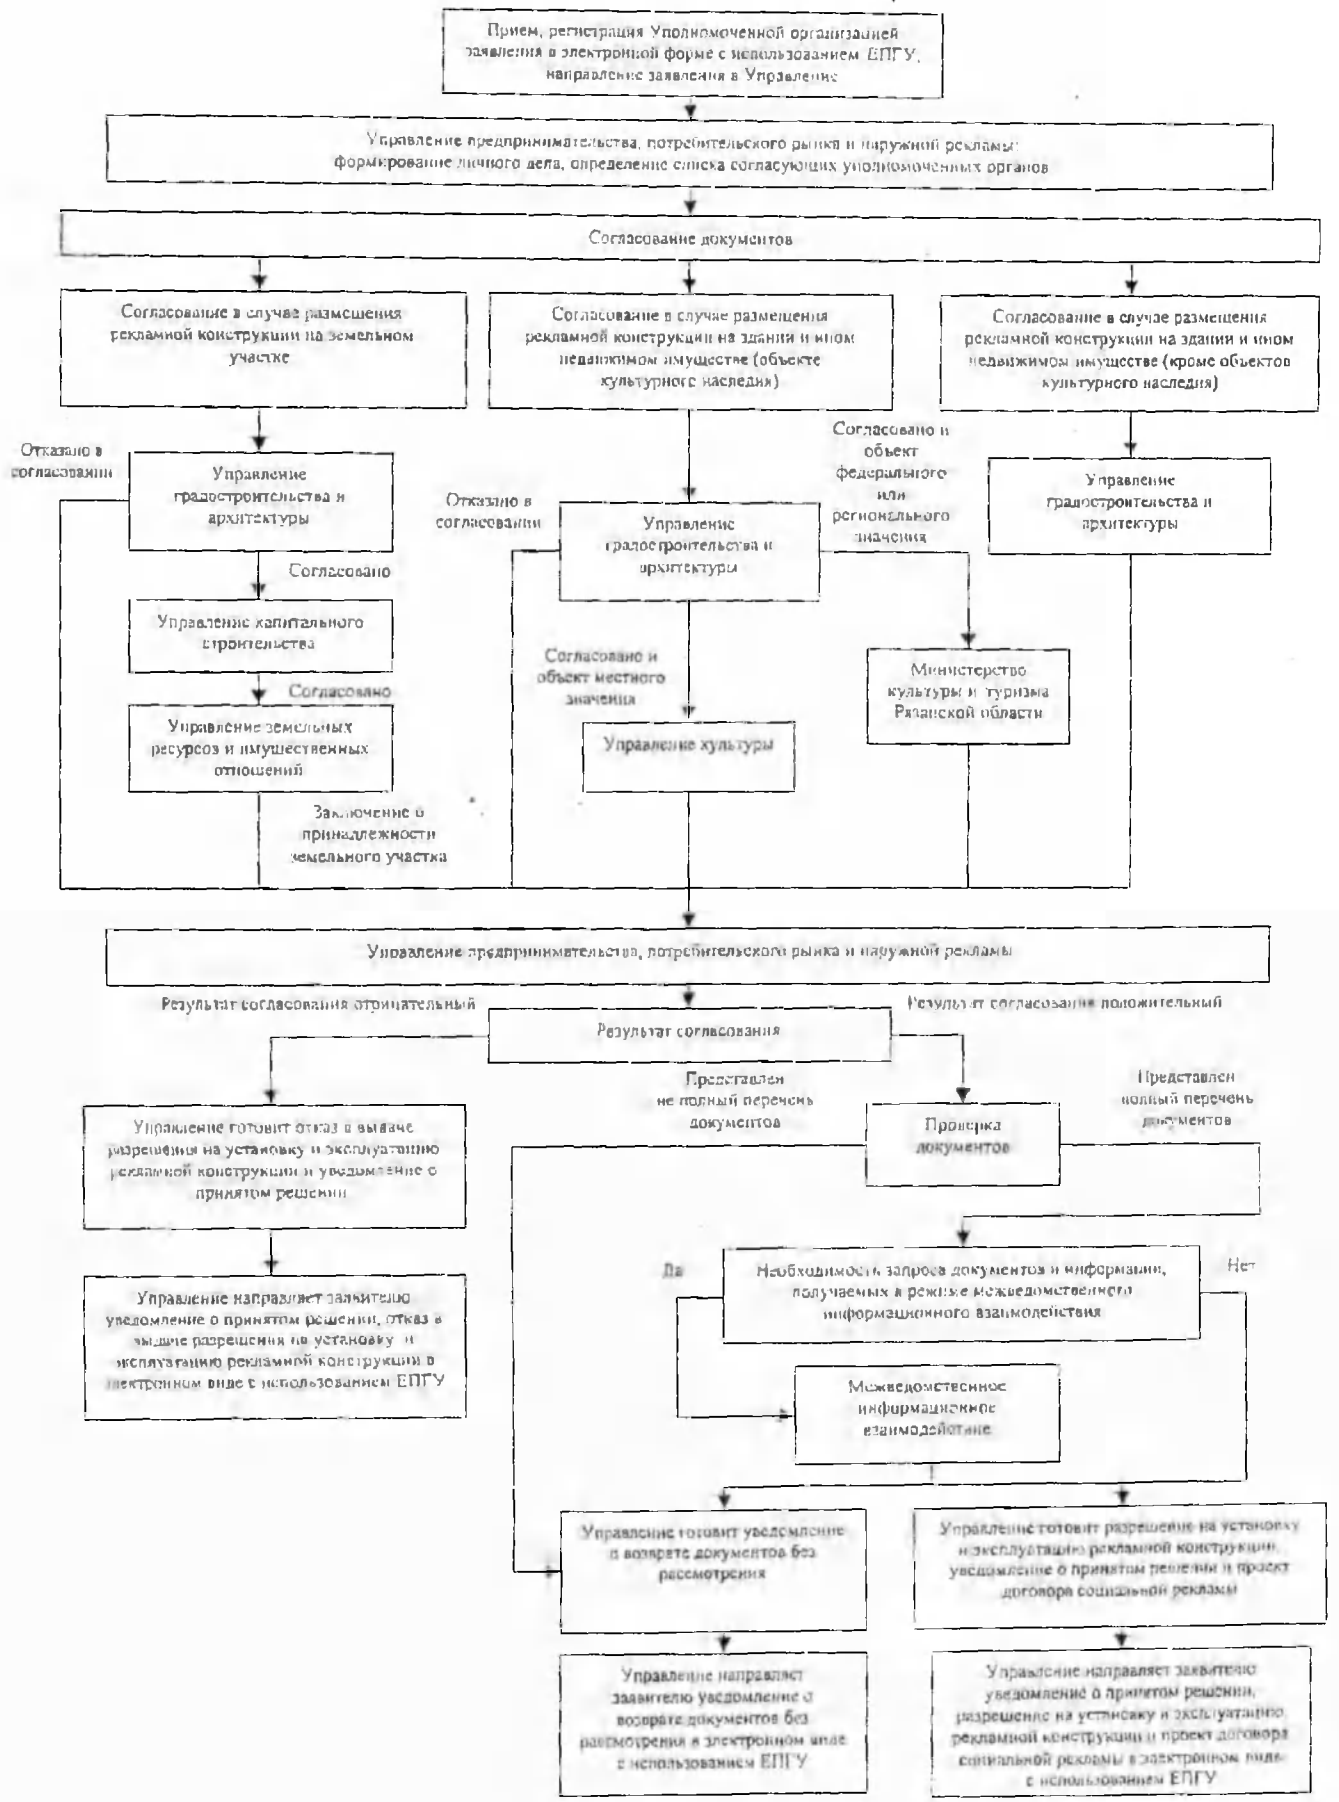 Прием, регистрация Уполномоченной организацией
заявления в электронной форме с использованием ЕПГУ,
направление заявления в Управление
Управление предпринимательства, потребительского рынка и наружной рекламы:
формирование личного дела, определение списка согласующих уполномоченных органов
Согласование документов
Согласование в случае размещения
рекламной конструкции на земельном
участке
Согласование в случае размещения
рекламной конструкции на здании и ином
недвижимом имуществе (объекте
культурного наследия)
Согласование в случае размещения
рекламной конструкции на здании и ином
недвижимом имуществе (кроме объектов
культурного наследия)
Отказано в
согласовании
Управление
градостроительства и
архитектуры
Отказано в
согласовании
Управление
градостроительства и
архитектуры
Согласовано и
объект
федерального
или
регионального
значения
Управление
градостроительства и
архитектуры
Согласовано
Управление капитального
строительства
Согласовано
Управление земельных
ресурсов и имущественных
отношений
Заключение о
принадлежности
земельного участка
Согласовано и
объект местного
значения
Управление культуры
Министерство
культуры и туризма
Рязанской области
Управление предпринимательства, потребительского рынка и наружной рекламы
Результат согласования отрицательный
Результат согласования
Результат согласования положительный
Управление готовит отказ в выдаче
разрешения на установку и эксплуатацию
рекламной конструкции и уведомление о
принятом решении
Управление направляет заявителю
уведомление о принятом решении, отказ в
выдаче разрешения на установку и
эксплуатацию рекламной конструкции в
электронном виде с использованием ЕПГУ
Представлен
не полный перечень
документов
Проверка
документов
Представлен
полный перечень
документов
Да
Необходимость запроса документов и информации,
получаемых в режиме межведомственного
информационного взаимодействия
Нет
Межведомственное
информационное
взаимодействие
Управление готовит уведомление
о возврате документов без
рассмотрения
Управление готовит разрешение на установку
и эксплуатацию рекламной конструкции,
уведомление о принятом решении и проект
договора социальной рекламы
Управление направляет
заявителю уведомление о
возврате документов без
рассмотрения в электронном виде
с использованием ЕПГУ
Управление направляет заявителю
уведомление о принятом решении,
разрешение на установку и эксплуатацию
рекламной конструкции и проект договора
социальной рекламы в электронном виде
с использованием ЕПГУ